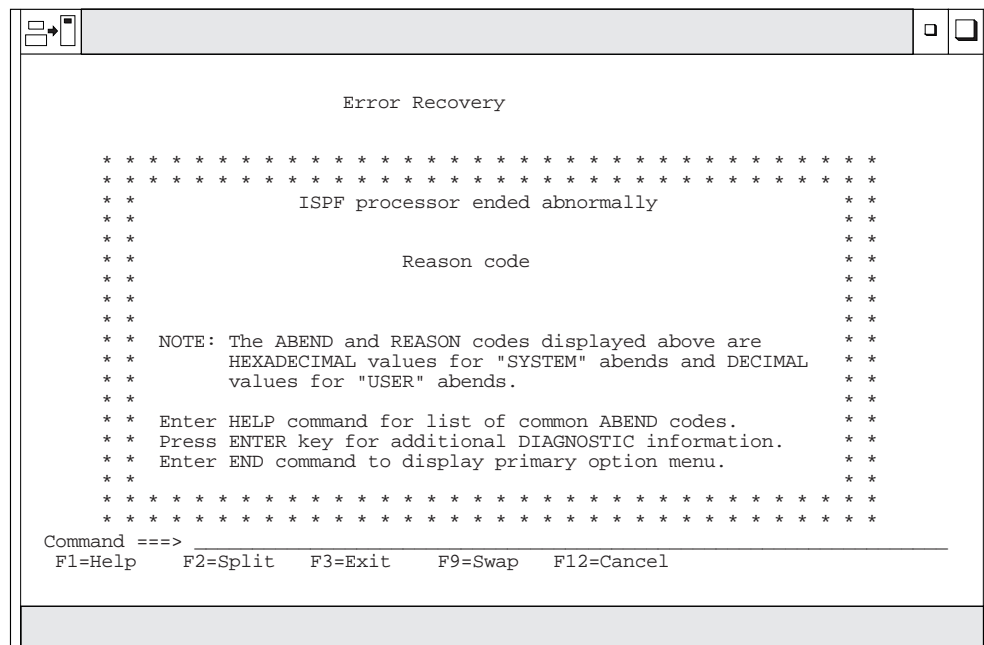 Error Recovery
* * * * * * * * * * * * * * * * * * * * * * * * * * * * * * * * * *
* * * * * * * * * * * * * * * * * * * * * * * * * * * * * * * * * *
* * ISPF processor ended abnormally * *
* * * *
* * * *
* * Reason code * *
* * * *
* * * *
* * * *
* * NOTE: The ABEND and REASON codes displayed above are * *
* * HEXADECIMAL values for "SYSTEM" abends and DECIMAL * *
* * values for "USER" abends. * *
* * * *
* * Enter HELP command for list of common ABEND codes. * *
* * Press ENTER key for additional DIAGNOSTIC information. * *
* * Enter END command to display primary option menu. * *
* * * *
* * * * * * * * * * * * * * * * * * * * * * * * * * * * * * * * * *
* * * * * * * * * * * * * * * * * * * * * * * * * * * * * * * * * *
Command ===> 
F1=Help F2=Split F3=Exit F9=Swap F12=Cancel